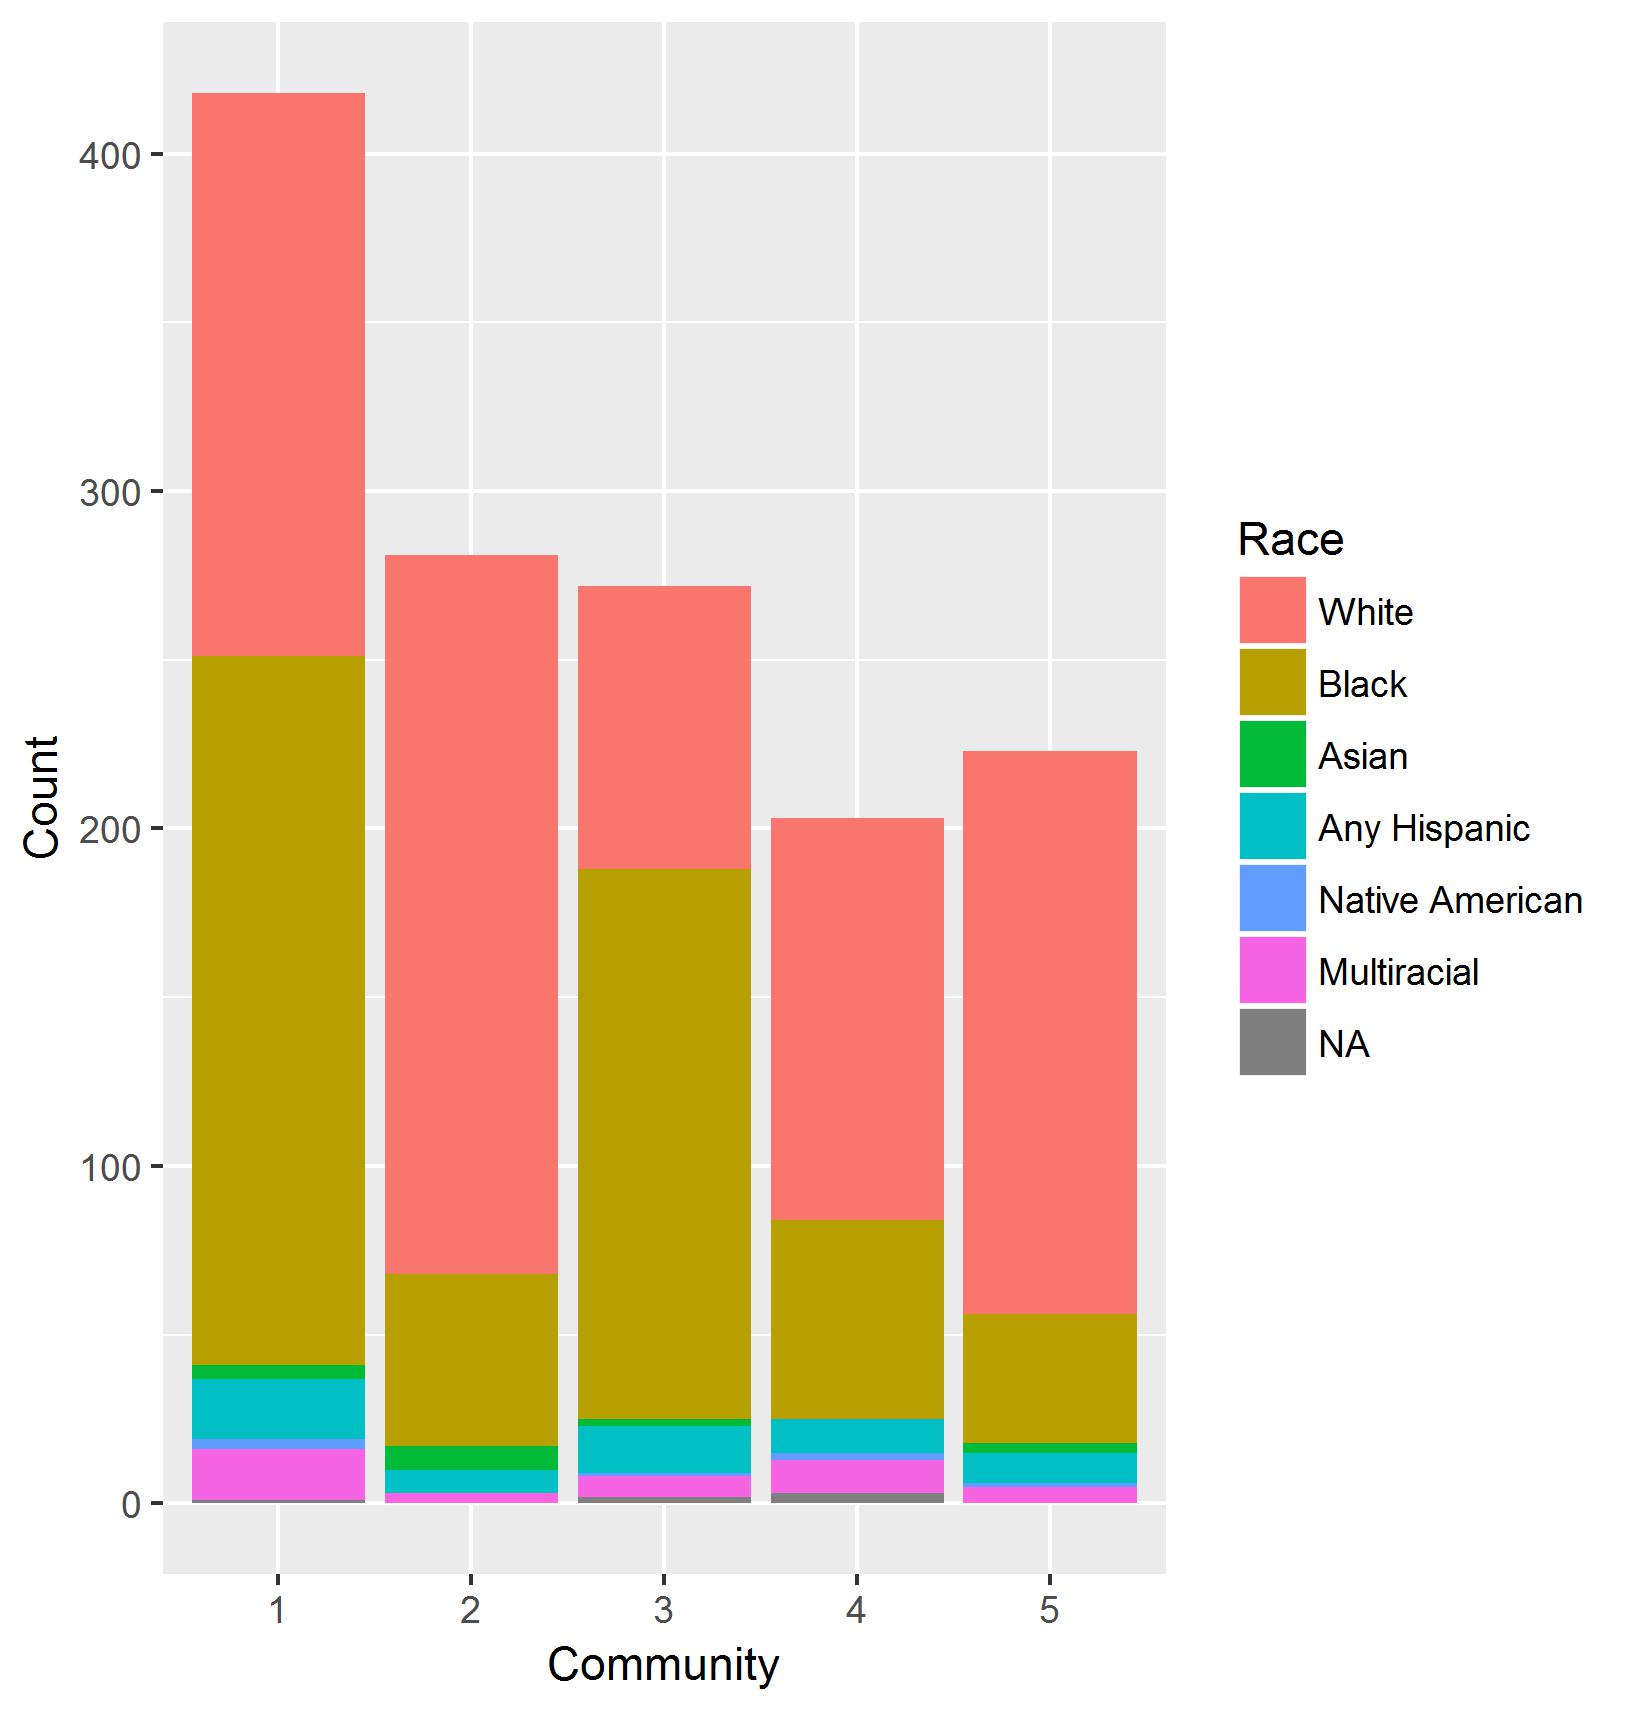 Count
400
300
200
100
0
1 2 3 4 5
Community
Race
White
Black
Asian
Any Hispanic
Native American
Multiracial
NA